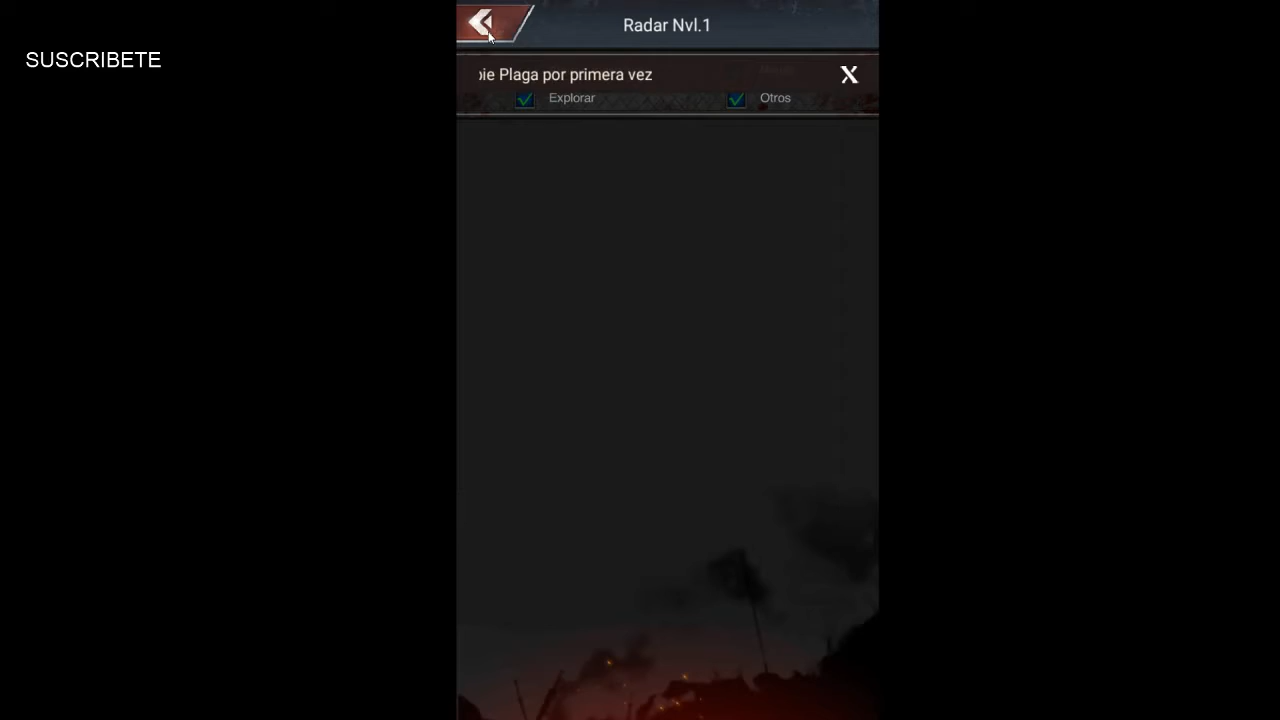 Radar Nvl.1
SUSCRIBETE
Plaga por primera vez
X
Explorar
Otros